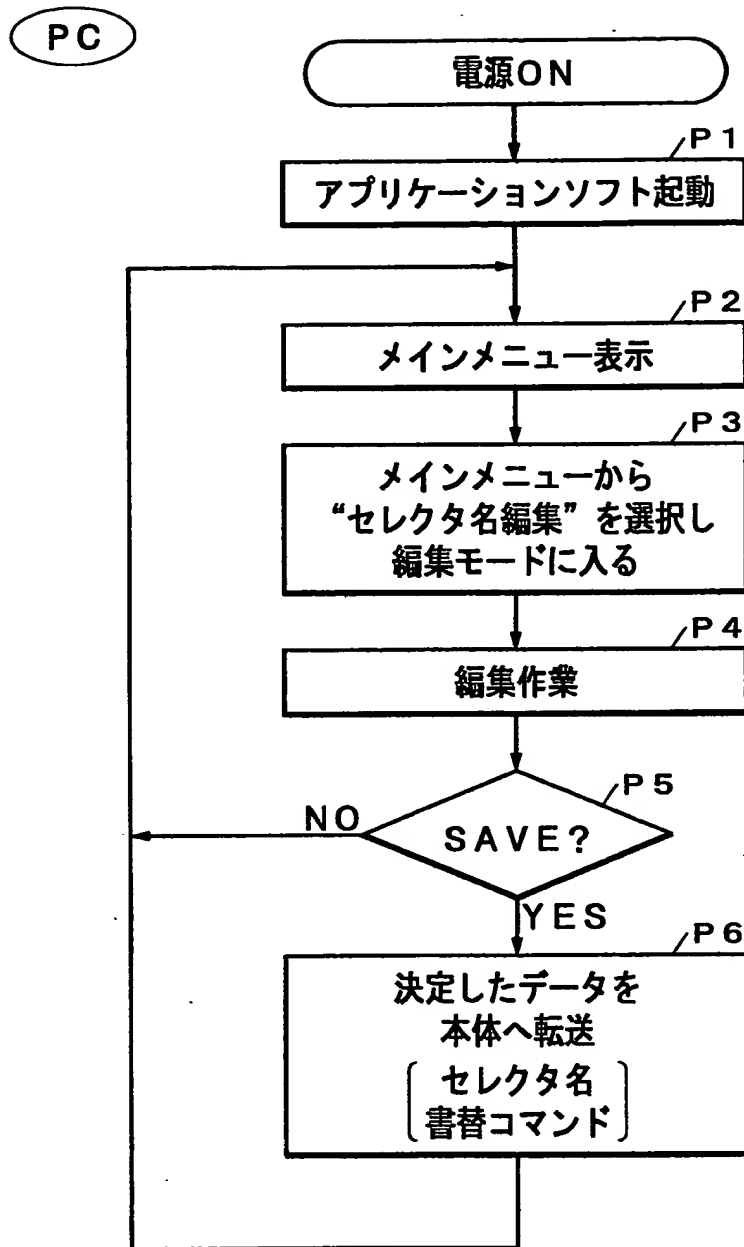 PC
電源ON
P1
アプリケーションソフト起動
P2
メインメニュー表示
P3
メインメニューから
“セレクタ名編集”を選択し
編集モードに入る
P4
編集作業
P5
SAVE?
NO
YES
P6
決定したデータを
本体へ転送
セレクタ名
書替コマンド